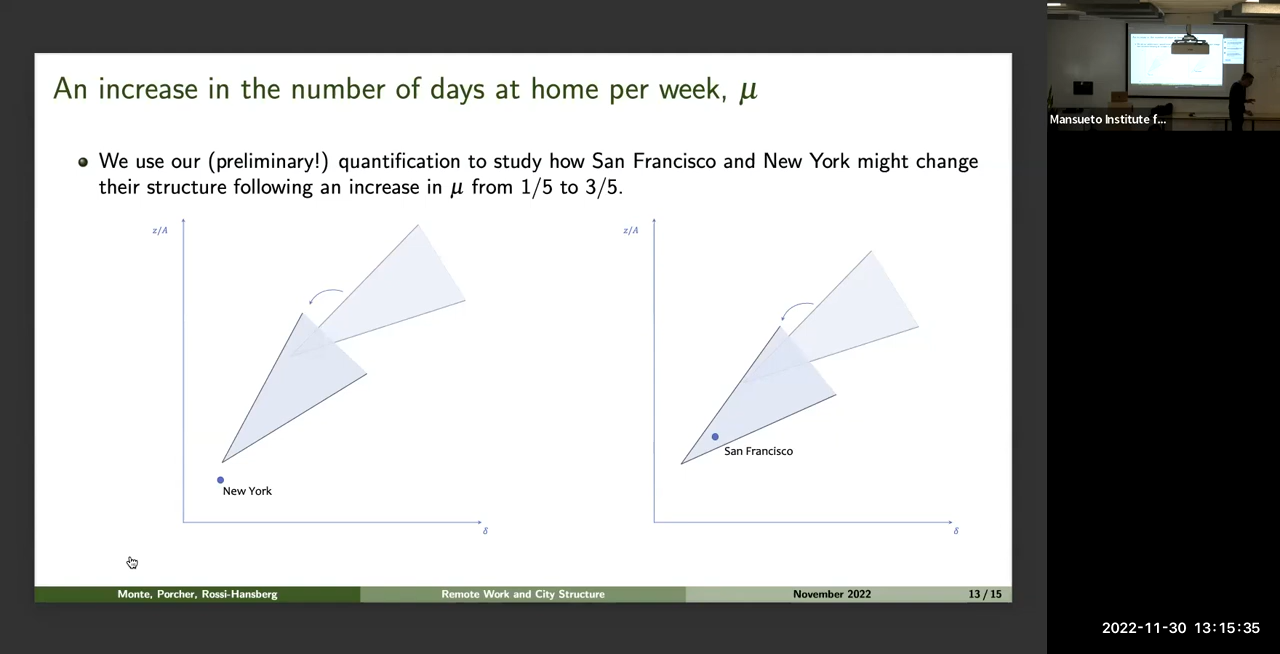 An increase in the number of days at home per week, μ
We use our (preliminary!) quantification to study how San Francisco and New York might change
their structure following an increase in μ from 1/5 to 3/5.
z/A
New York
δ
z/A
San Francisco
δ
Monte, Porcher, Rossi-Hansberg
Remote Work and City Structure
November 2022
13 / 15
Mansueto Institute f...
2022-11-30 13:15:35